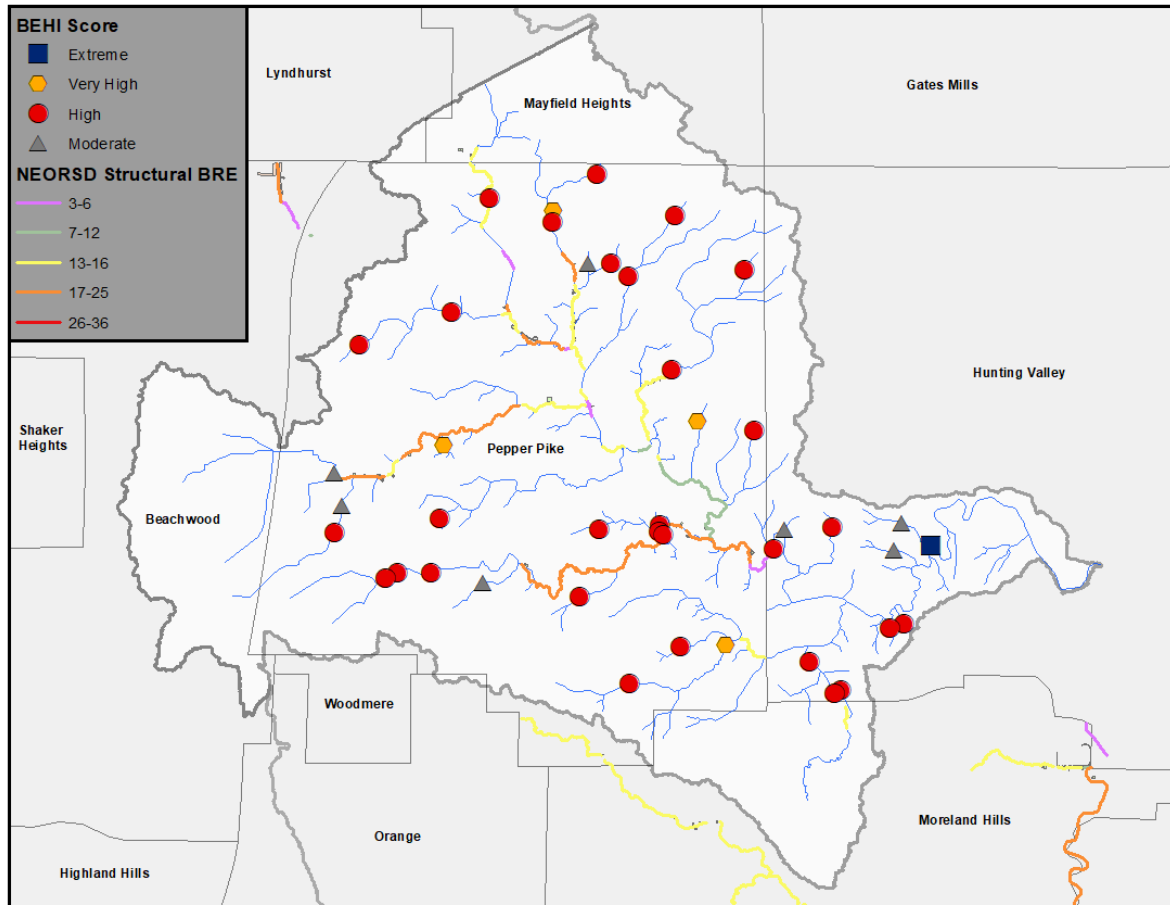 BEHI Score
Extreme
Very High
High
Moderate
NEORSD Structural BRE
3-6
7-12
13-16
17-25
26-36
Lyndhurst
Mayfield Heights
Gates Mills
Hunting Valley
Shaker
Heights
Pepper Pike
Beachwood
Woodmere
Orange
Moreland Hills
Highland Hills